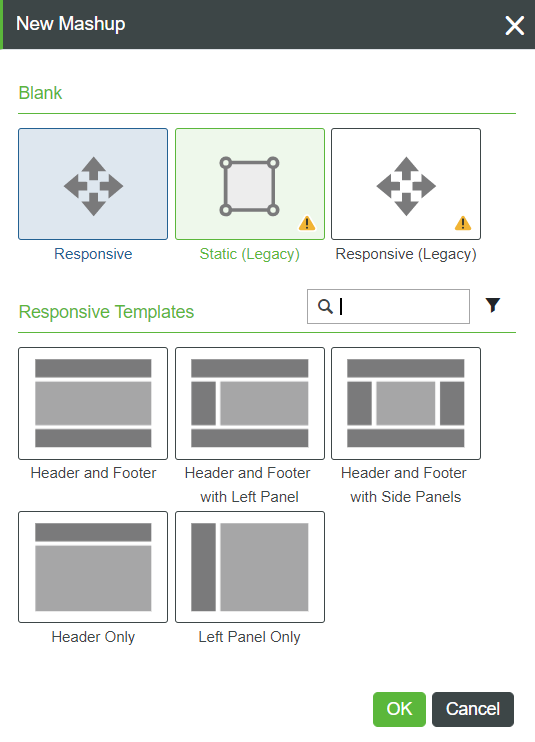 New Mashup
Blank
Responsive
Static (Legacy)
Responsive (Legacy)
Responsive Templates
Header and Footer
Header and Footer
with Left Panel
Header and Footer
with Side Panels
Header Only
Left Panel Only
OK
Cancel